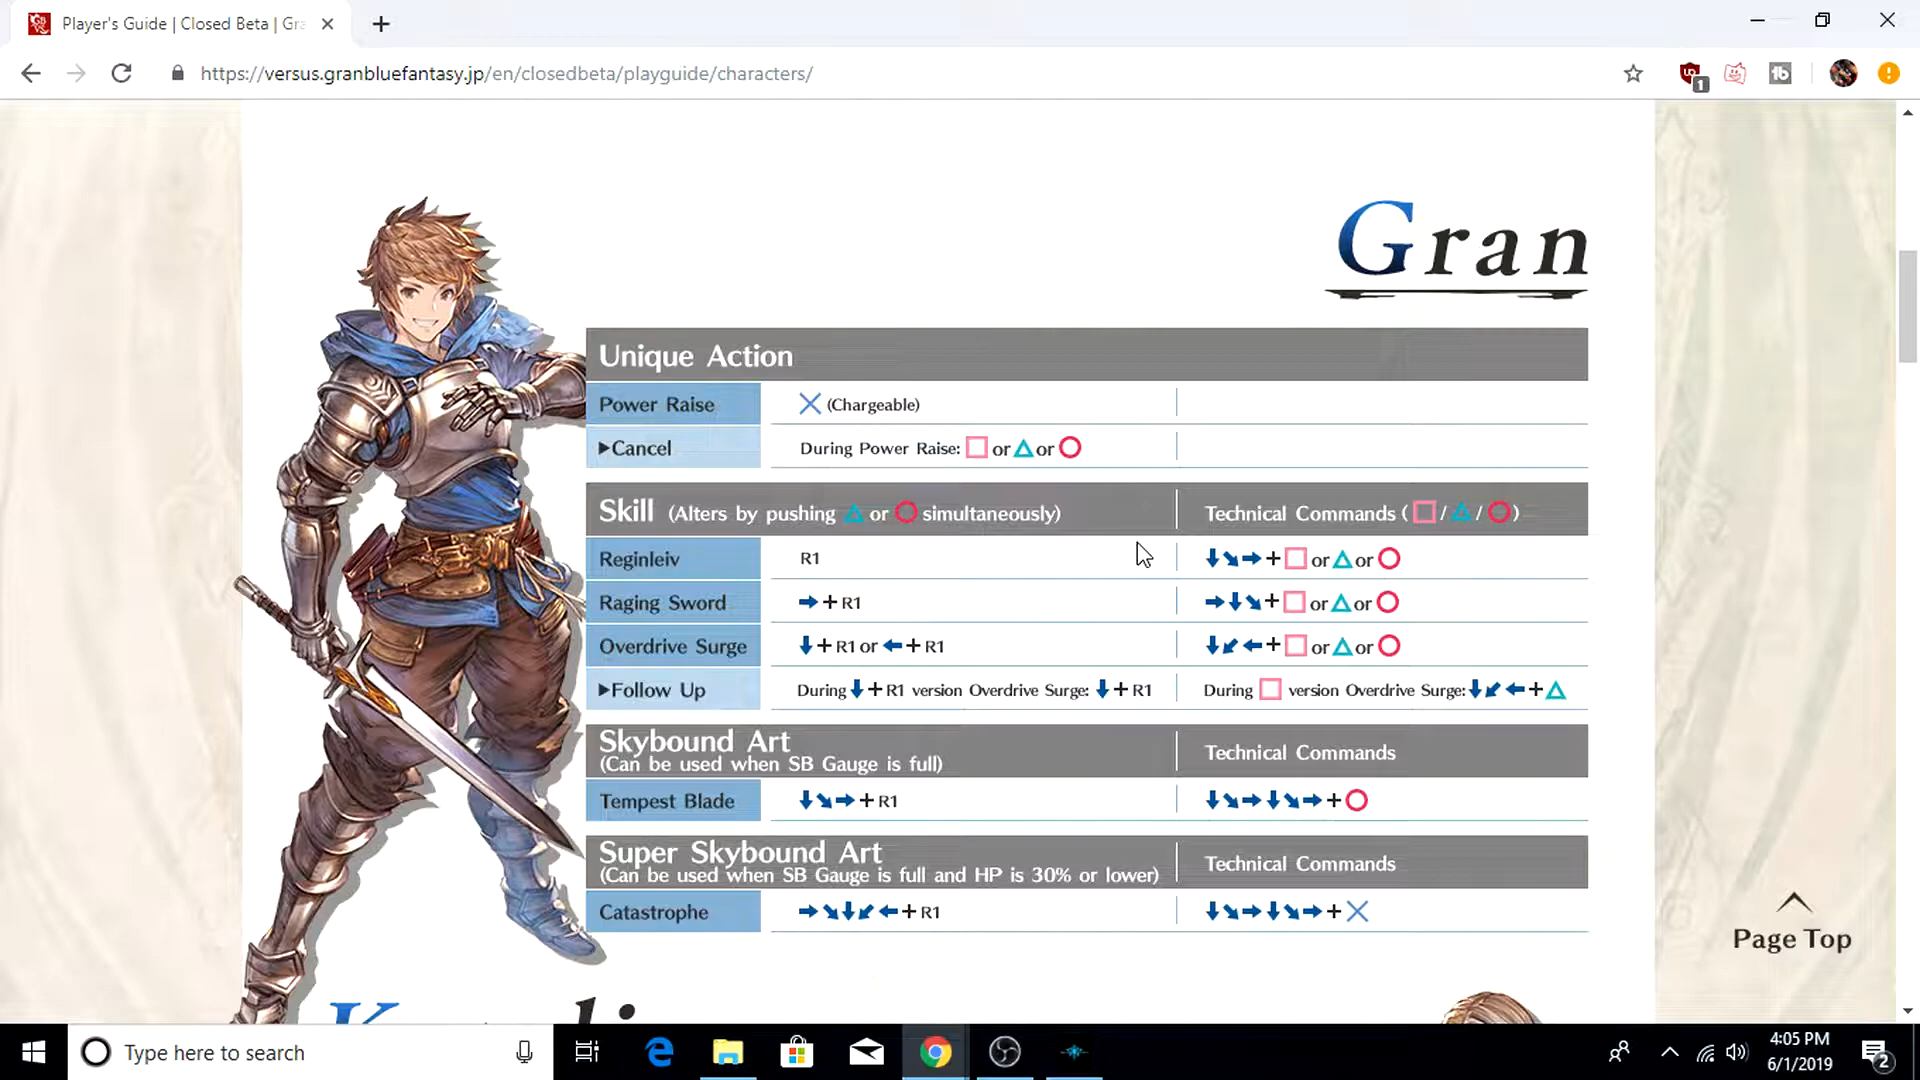 Player's Guide | Closed Beta | Gra
https://versus.granbluefantasy.jp/en/closedbeta/playguide/characters/
1
Gran
Unique Action
Power Raise (Chargeable)
▶Cancel During Power Raise: □ or △ or ○
Skill (Alters by pushing △ or ○ simultaneously) Technical Commands ( □ / △ / ○ )
Reginleiv R1 ↓↘→+□ or △ or ○
Raging Sword →+R1 →↓↘+□ or △ or ○
Overdrive Surge ↓+R1 or ←+R1 ↓↙←+□ or △ or ○
▶Follow Up During ↓+R1 version Overdrive Surge: ↓+R1 During □ version Overdrive Surge: ↓↙←+△
Skybound Art
(Can be used when SB Gauge is full) Technical Commands
Tempest Blade ↓↘→+R1 ↓↘→↓↘→+○
Super Skybound Art
(Can be used when SB Gauge is full and HP is 30% or lower) Technical Commands
Catastrophe →↘↓↙←+R1 ↓↘→↓↘→+✕
Page Top
Type here to search
4:05 PM
6/1/2019
2